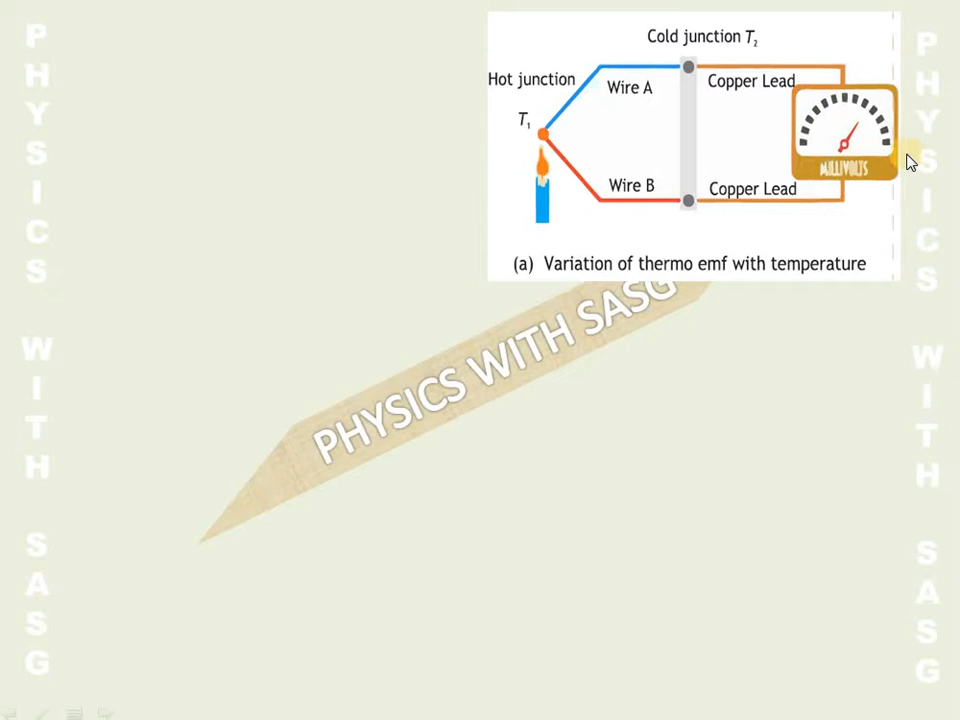 PHYSICS WITH SASG
Cold junction T₂
Hot junction
Wire A
Copper Lead
T₁
MILLIVOLTS
Wire B
Copper Lead
(a) Variation of thermo emf with temperature
PHYSICS WITH SASG
PHYSICS WITH SASG